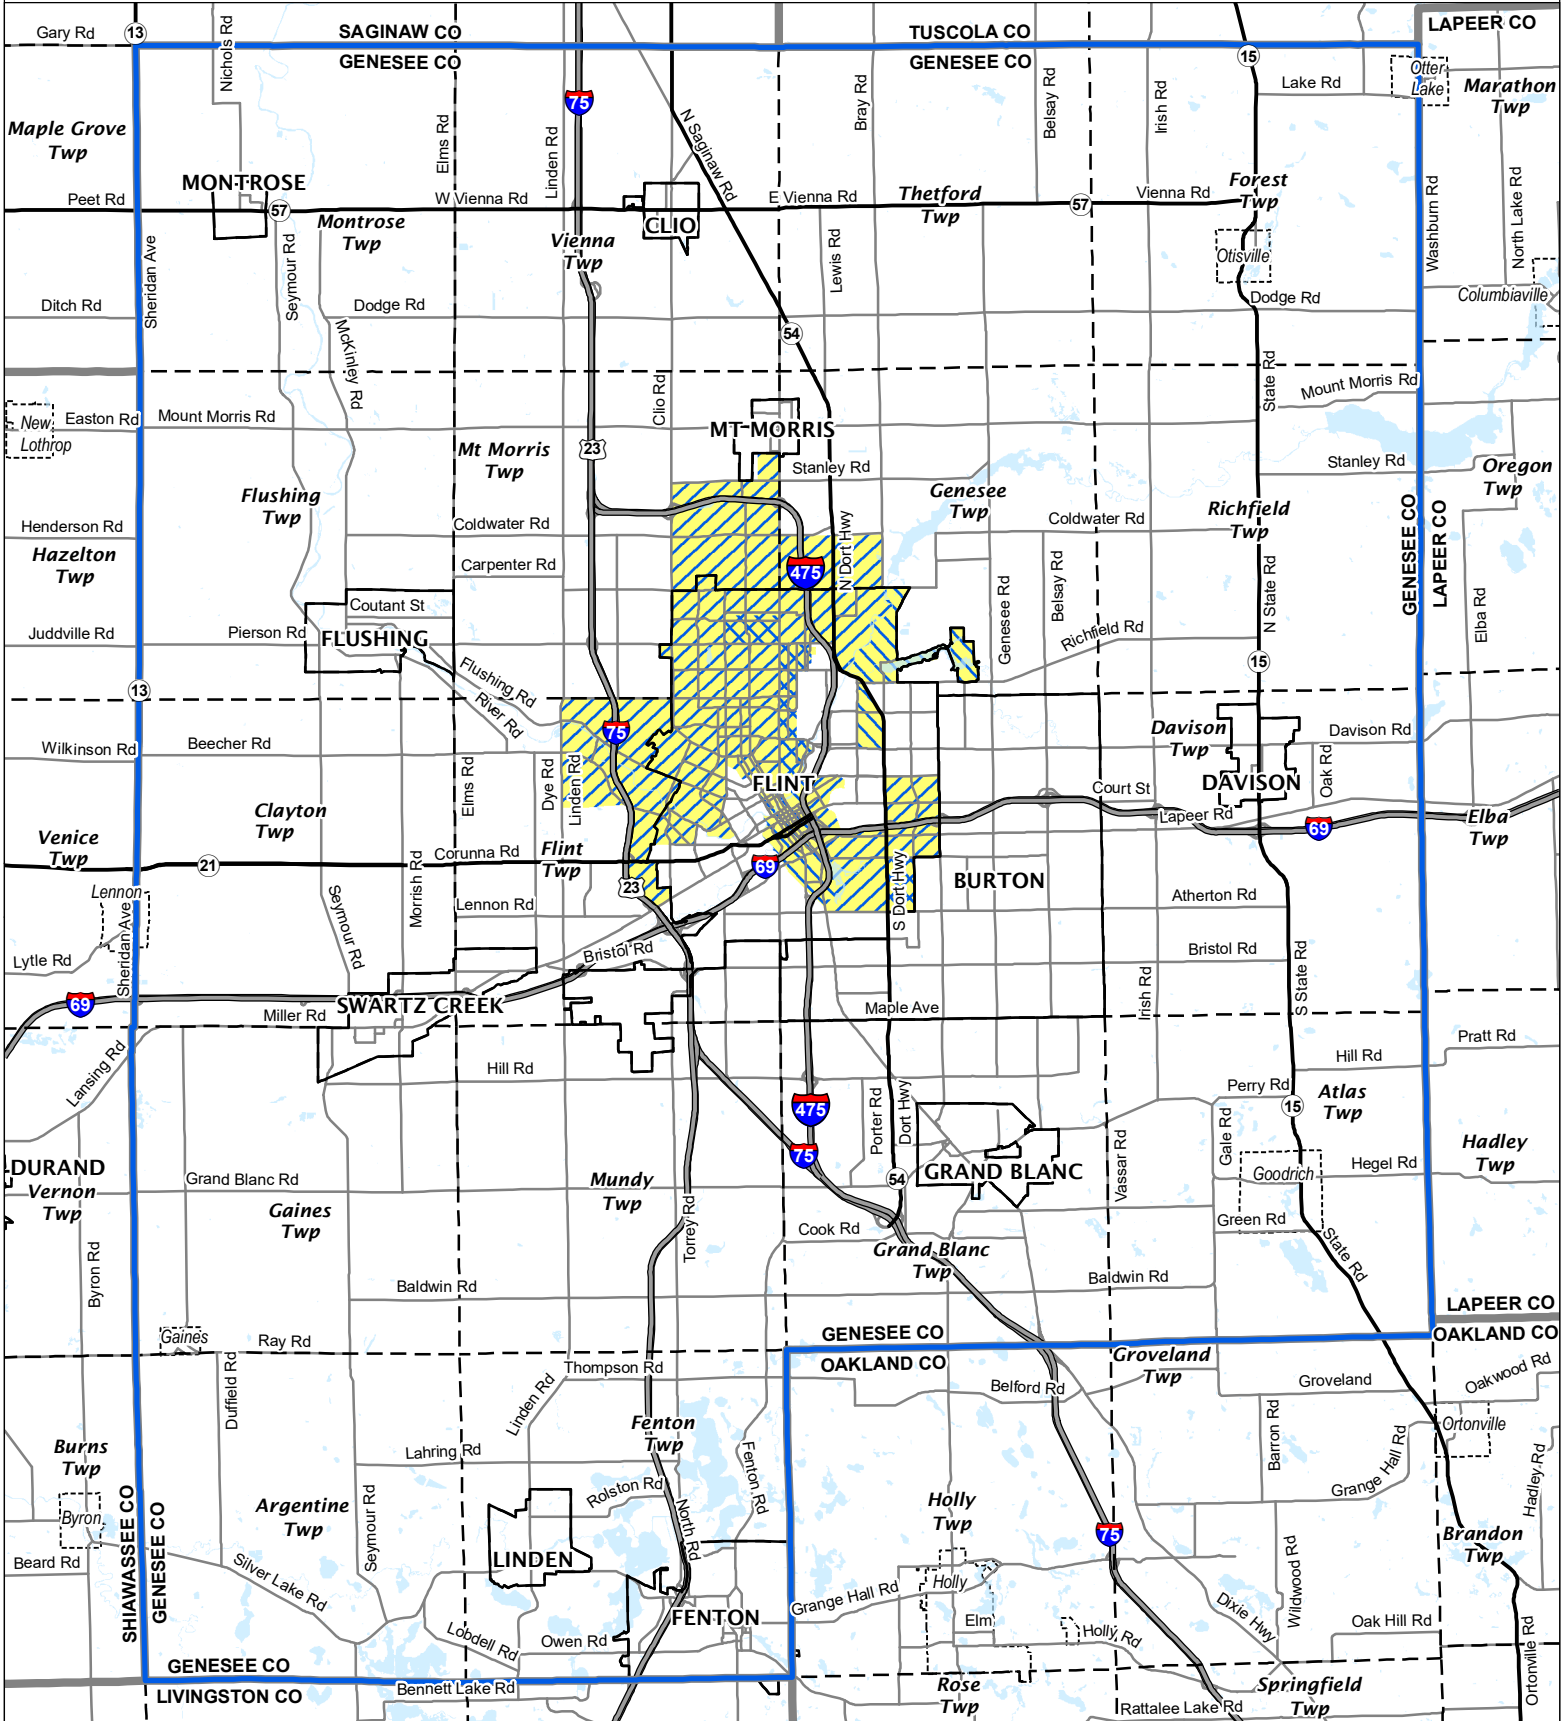 Gary Rd
13
Nichols Rd
SAGINAW CO
GENESEE CO
TUSCOLA CO
GENESEE CO
LAPEER CO
15
Otter
Lake
Lake Rd
Marathon
Twp
Maple Grove
Twp
Elms Rd
Linden Rd
75
N Saginaw Rd
Bray Rd
Belsay Rd
Irish Rd
MONTROSE
Peet Rd
57
Montrose
Twp
W Vienna Rd
CLIO
E Vienna Rd
Thetford
Twp
57
Vienna Rd
Forest
Twp
Washburn Rd
North Lake Rd
Vienna
Twp
Lewis Rd
Otisville
Columbiaville
Sheridan Ave
Seymour Rd
Ditch Rd
Dodge Rd
Dodge Rd
McKinley Rd
54
State Rd
Clio Rd
Mount Morris Rd
New
Lothrop
Easton Rd
Mount Morris Rd
MT MORRIS
23
Mt Morris
Twp
Stanley Rd
Stanley Rd
Oregon
Twp
Flushing
Twp
Genesee
Twp
Richfield
Twp
Henderson Rd
Coldwater Rd
Coldwater Rd
N Dort Hwy
GENESEE CO
LAPEER CO
Hazelton
Twp
Carpenter Rd
475
Genesee Rd
Belsay Rd
N State Rd
Elba Rd
Coutant St
Juddville Rd
Pierson Rd
FLUSHING
Richfield Rd
15
Flushing Rd
River Rd
13
75
Davison
Twp
Davison Rd
Wilkinson Rd
Beecher Rd
Elms Rd
Dye Rd
Linden Rd
FLINT
DAVISON
Oak Rd
Court St
Lapeer Rd
69
Elba
Twp
Clayton
Twp
Venice
Twp
21
Corunna Rd
Flint
Twp
69
23
BURTON
Morrish Rd
Lennon
Sheridan Ave
Seymour Rd
Lennon Rd
S Dort Hwy
Atherton Rd
Lytle Rd
Bristol Rd
Bristol Rd
69
SWARTZ CREEK
Miller Rd
Maple Ave
Irish Rd
S State Rd
Pratt Rd
Lansing Rd
Hill Rd
Hill Rd
Perry Rd
Atlas
Twp
475
Porter Rd
Dort Hwy
15
Gale Rd
Vassar Rd
75
DURAND
Vernon
Twp
Grand Blanc Rd
Gaines
Twp
Mundy
Twp
54
GRAND BLANC
Goodrich
Hegel Rd
Hadley
Twp
Torrey Rd
Cook Rd
Green Rd
State Rd
Byron Rd
Grand Blanc
Twp
Baldwin Rd
Baldwin Rd
LAPEER CO
OAKLAND CO
Gaines
Ray Rd
GENESEE CO
OAKLAND CO
Thompson Rd
Groveland
Twp
Duffield Rd
Linden Rd
Belford Rd
Groveland
Oakwood Rd
Fenton
Twp
Barron Rd
Ortonville
Burns
Twp
Lahring Rd
Fenton Rd
Grange Hall Rd
Hadley Rd
Rolston Rd
Byron
Argentine
Twp
Seymour Rd
North Rd
Holly
Twp
75
Brandon
Twp
SHIAWASSEE CO
GENESEE CO
Beard Rd
Silver Lake Rd
LINDEN
Holly
Grange Hall Rd
Dixie Hwy
Wildwood Rd
FENTON
Elm
Holly Rd
Oak Hill Rd
Lobdell Rd
Owen Rd
Ortonville Rd
GENESEE CO
LIVINGSTON CO
Bennett Lake Rd
Rose
Twp
Rattalee Lake Rd
Springfield
Twp